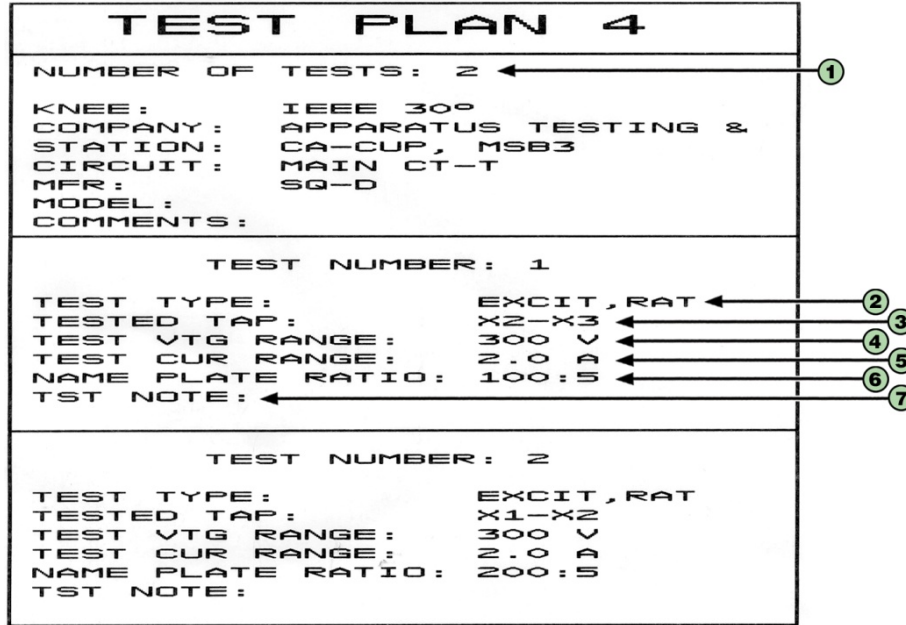 TEST PLAN 4
NUMBER OF TESTS: 2 1
KNEE: IEEE 30º
COMPANY: APPARATUS TESTING &
STATION: CA-CUP, MSB3
CIRCUIT: MAIN CT-T
MFR: SQ-D
MODEL:
COMMENTS:
TEST NUMBER: 1
TEST TYPE: EXCIT,RAT 2
TESTED TAP: X2-X3 3
TEST VTG RANGE: 300 V 4
TEST CUR RANGE: 2.0 A 5
NAME PLATE RATIO: 100:5 6
TST NOTE: 7
TEST NUMBER: 2
TEST TYPE: EXCIT,RAT
TESTED TAP: X1-X2
TEST VTG RANGE: 300 V
TEST CUR RANGE: 2.0 A
NAME PLATE RATIO: 200:5
TST NOTE: